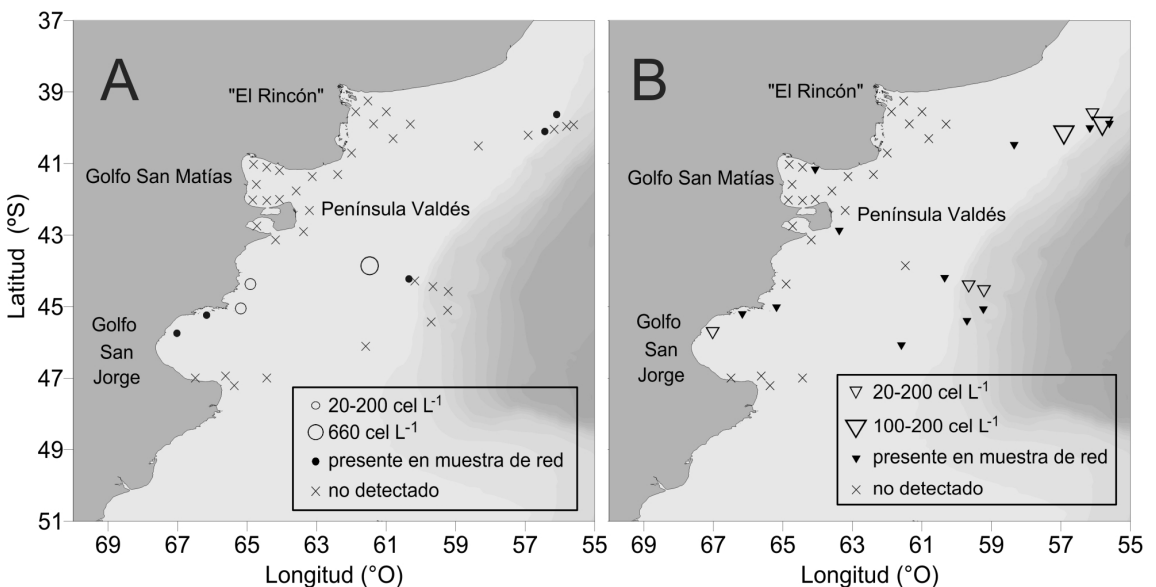 A
"El Rincón"
Golfo San Matías
Península Valdés
Golfo
San
Jorge
20-200 cel L⁻¹
660 cel L⁻¹
presente en muestra de red
no detectado
37
39
41
43
45
47
49
51
Latitud (ºS)
69 67 65 63 61 59 57 55
Longitud (°O)
B
"El Rincón"
Golfo San Matías
Península Valdés
Golfo
San
Jorge
20-200 cel L⁻¹
100-200 cel L⁻¹
presente en muestra de red
no detectado
69 67 65 63 61 59 57 55
Longitud (°O)